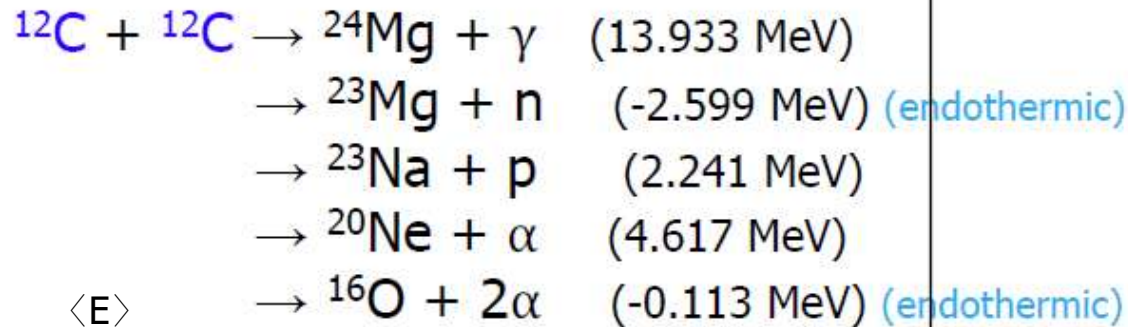 ¹²C + ¹²C → ²⁴Mg + γ (13.933 MeV)
→ ²³Mg + n (-2.599 MeV) (endothermic)
→ ²³Na + p (2.241 MeV)
→ ²⁰Ne + α (4.617 MeV)
⟨E⟩ → ¹⁶O + 2α (-0.113 MeV) (endothermic)